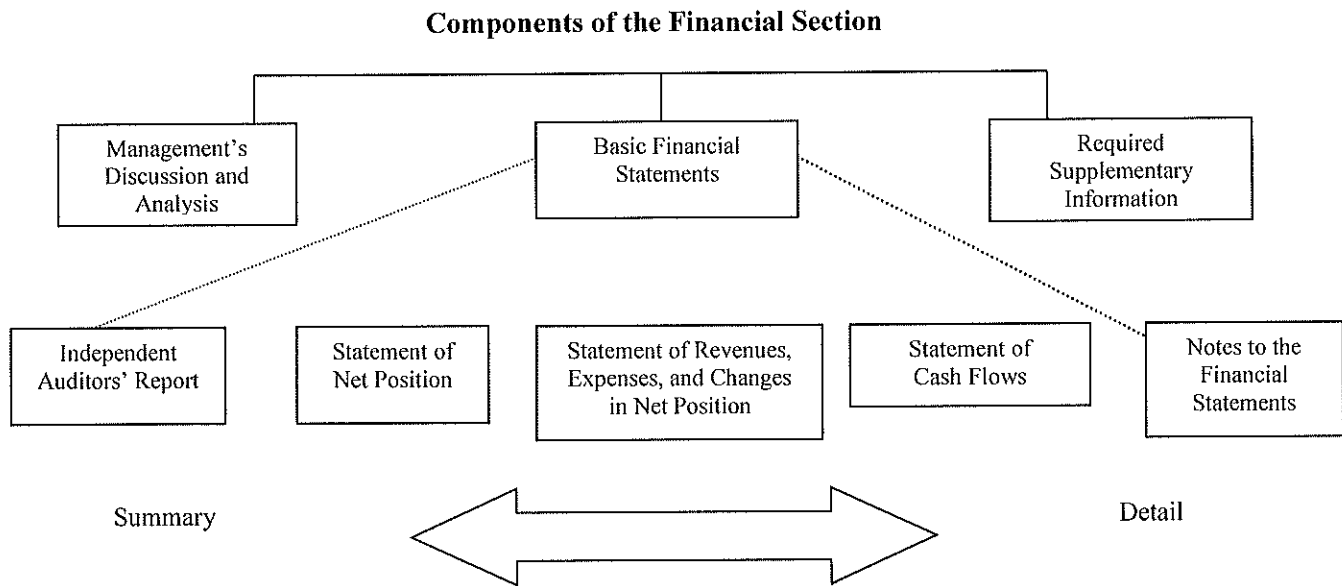 Components of the Financial Section
Management's
Discussion and
Analysis
Basic Financial
Statements
Required
Supplementary
Information
Independent
Auditors' Report
Statement of
Net Position
Statement of Revenues,
Expenses, and Changes
in Net Position
Statement of
Cash Flows
Notes to the
Financial
Statements
Summary
Detail